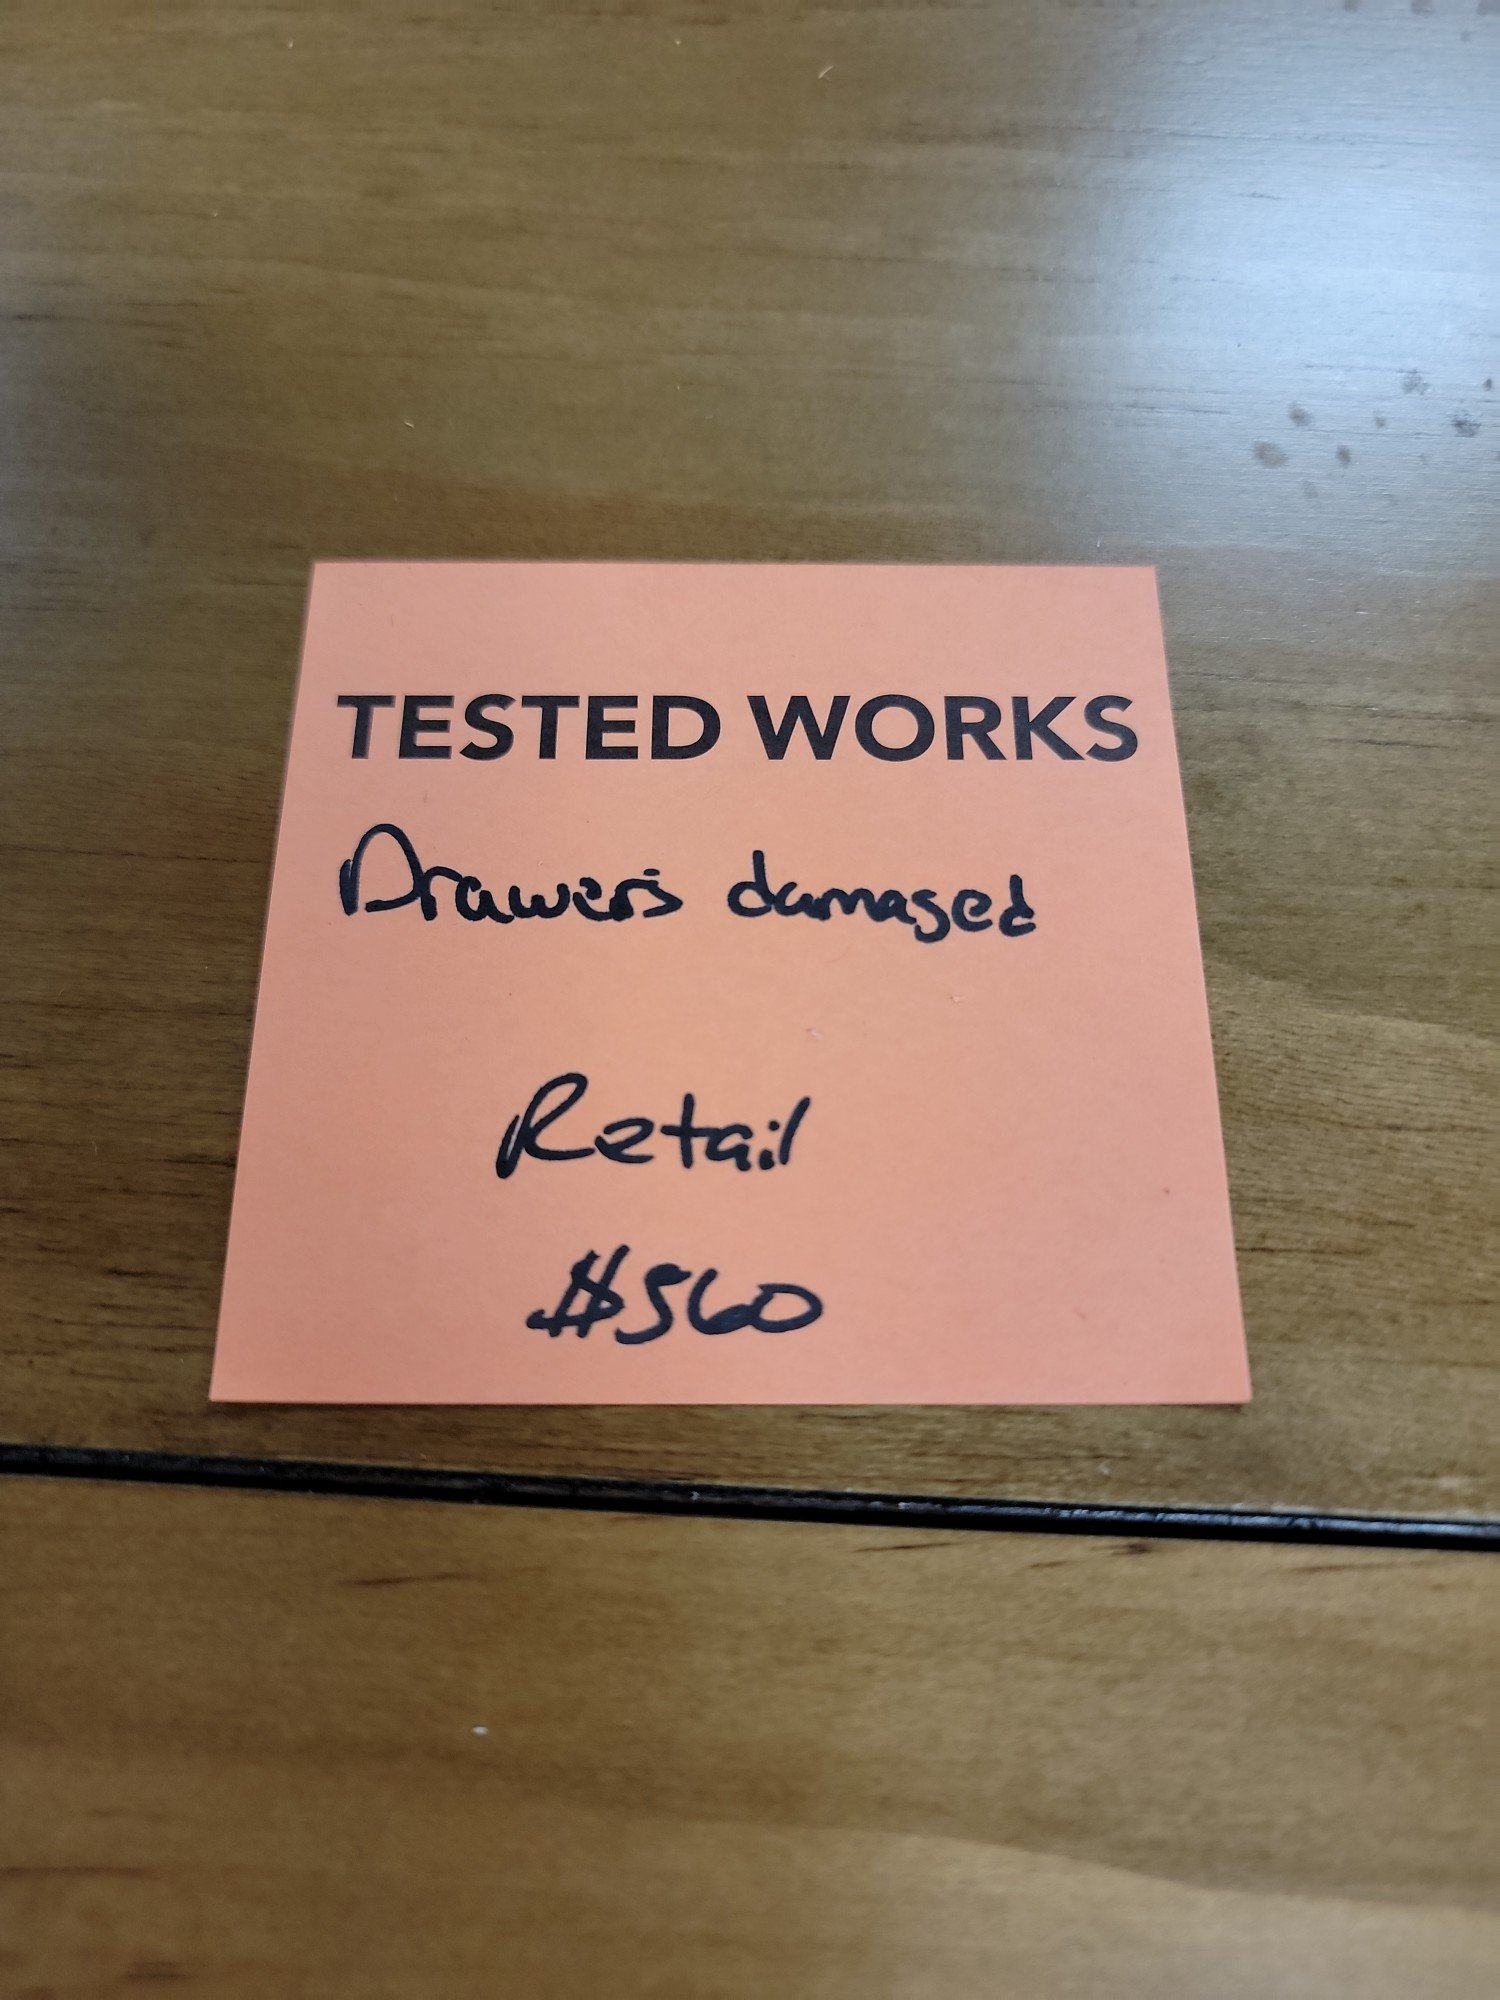 TESTED WORKS
Drawers damaged
Retail
$560